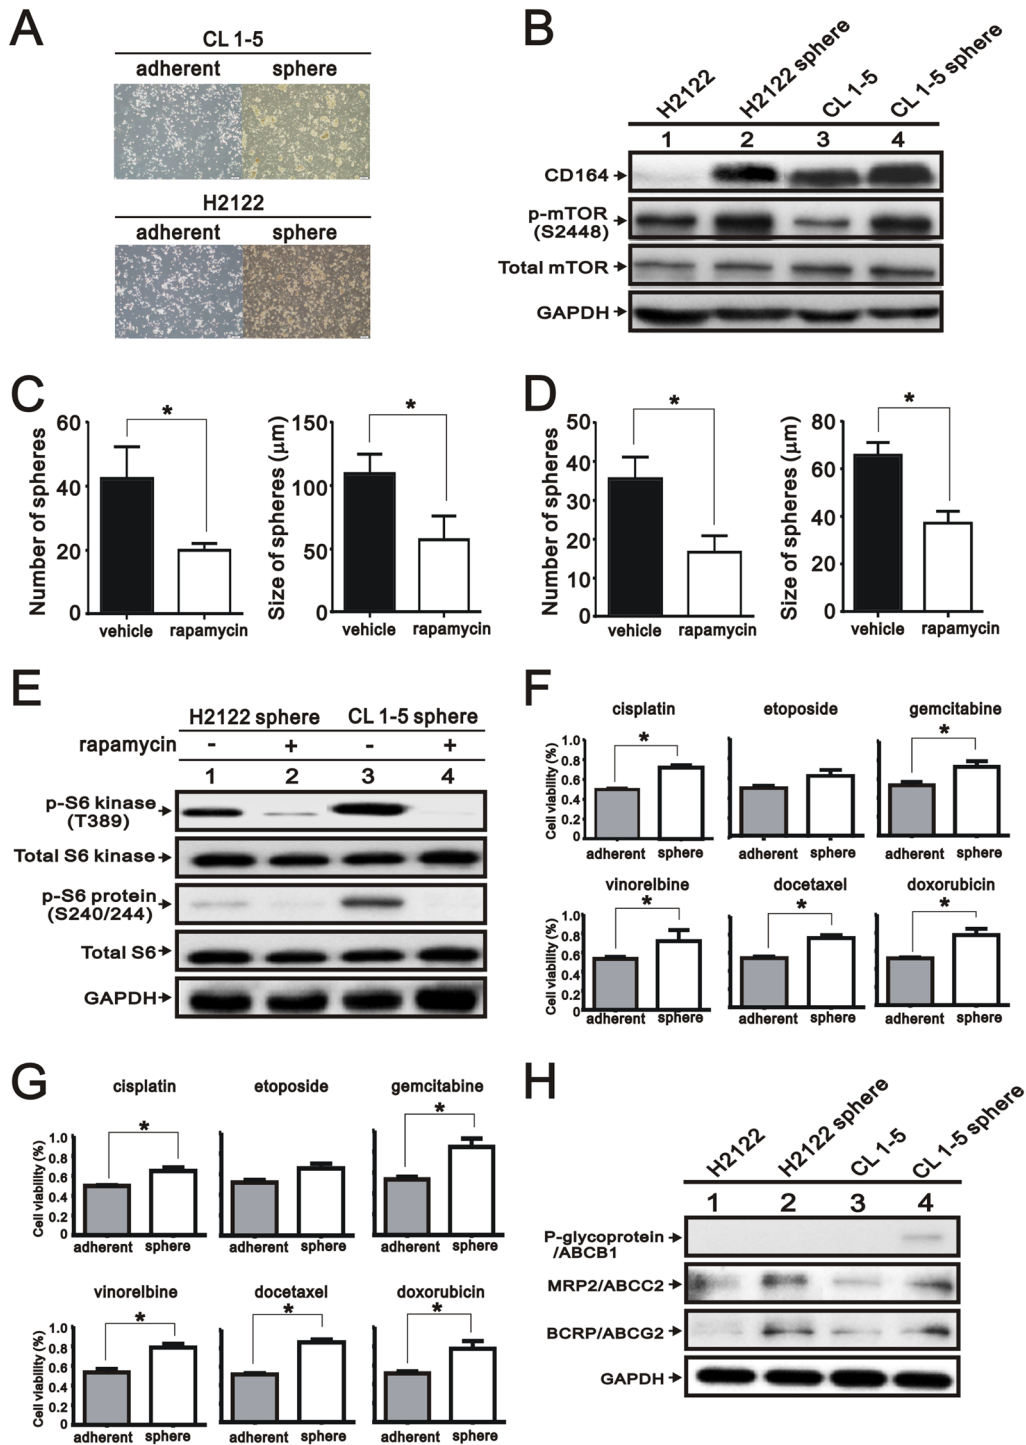 A
CL 1-5
adherent sphere
H2122
adherent sphere
B
H2122 H2122 sphere CL 1-5 CL 1-5 sphere
1 2 3 4
CD164
p-mTOR
(S2448)
Total mTOR
GAPDH
C
Number of spheres
60
40
20
0
*
vehicle rapamycin
Size of spheres (μm)
150
100
50
0
*
vehicle rapamycin
D
Number of spheres
50
40
30
20
10
0
*
vehicle rapamycin
Size of spheres (μm)
80
60
40
20
0
*
vehicle rapamycin
E
H2122 sphere CL 1-5 sphere
rapamycin - + - +
1 2 3 4
p-S6 kinase
(T389)
Total S6 kinase
p-S6 protein
(S240/244)
Total S6
GAPDH
F
cisplatin etoposide gemcitabine
Cell viability (%)
1.0
0.8
0.6
0.4
0.2
0
* *
adherent sphere adherent sphere adherent sphere
vinorelbine docetaxel doxorubicin
Cell viability (%)
1.0
0.8
0.6
0.4
0.2
0
* * *
adherent sphere adherent sphere adherent sphere
G
cisplatin etoposide gemcitabine
Cell viability (%)
1.0
0.8
0.6
0.4
0.2
0
* *
adherent sphere adherent sphere adherent sphere
vinorelbine docetaxel doxorubicin
Cell viability (%)
1.0
0.8
0.6
0.4
0.2
0
* * *
adherent sphere adherent sphere adherent sphere
H
H2122 H2122 sphere CL 1-5 CL 1-5 sphere
1 2 3 4
P-glycoprotein
/ABCB1
MRP2/ABCC2
BCRP/ABCG2
GAPDH